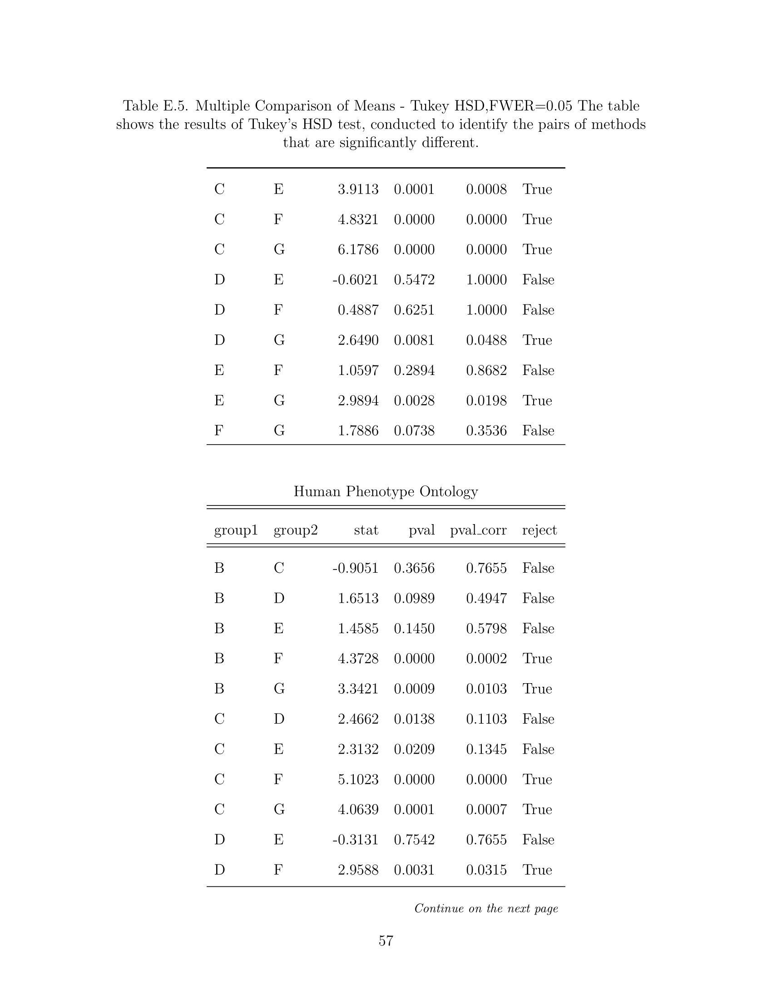 Table E.5. Multiple Comparison of Means - Tukey HSD,FWER=0.05 The table
shows the results of Tukey's HSD test, conducted to identify the pairs of methods
that are significantly different.
C E 3.9113 0.0001 0.0008 True
C F 4.8321 0.0000 0.0000 True
C G 6.1786 0.0000 0.0000 True
D E -0.6021 0.5472 1.0000 False
D F 0.4887 0.6251 1.0000 False
D G 2.6490 0.0081 0.0488 True
E F 1.0597 0.2894 0.8682 False
E G 2.9894 0.0028 0.0198 True
F G 1.7886 0.0738 0.3536 False
Human Phenotype Ontology
group1 group2 stat pval pval_corr reject
B C -0.9051 0.3656 0.7655 False
B D 1.6513 0.0989 0.4947 False
B E 1.4585 0.1450 0.5798 False
B F 4.3728 0.0000 0.0002 True
B G 3.3421 0.0009 0.0103 True
C D 2.4662 0.0138 0.1103 False
C E 2.3132 0.0209 0.1345 False
C F 5.1023 0.0000 0.0000 True
C G 4.0639 0.0001 0.0007 True
D E -0.3131 0.7542 0.7655 False
D F 2.9588 0.0031 0.0315 True
Continue on the next page
57